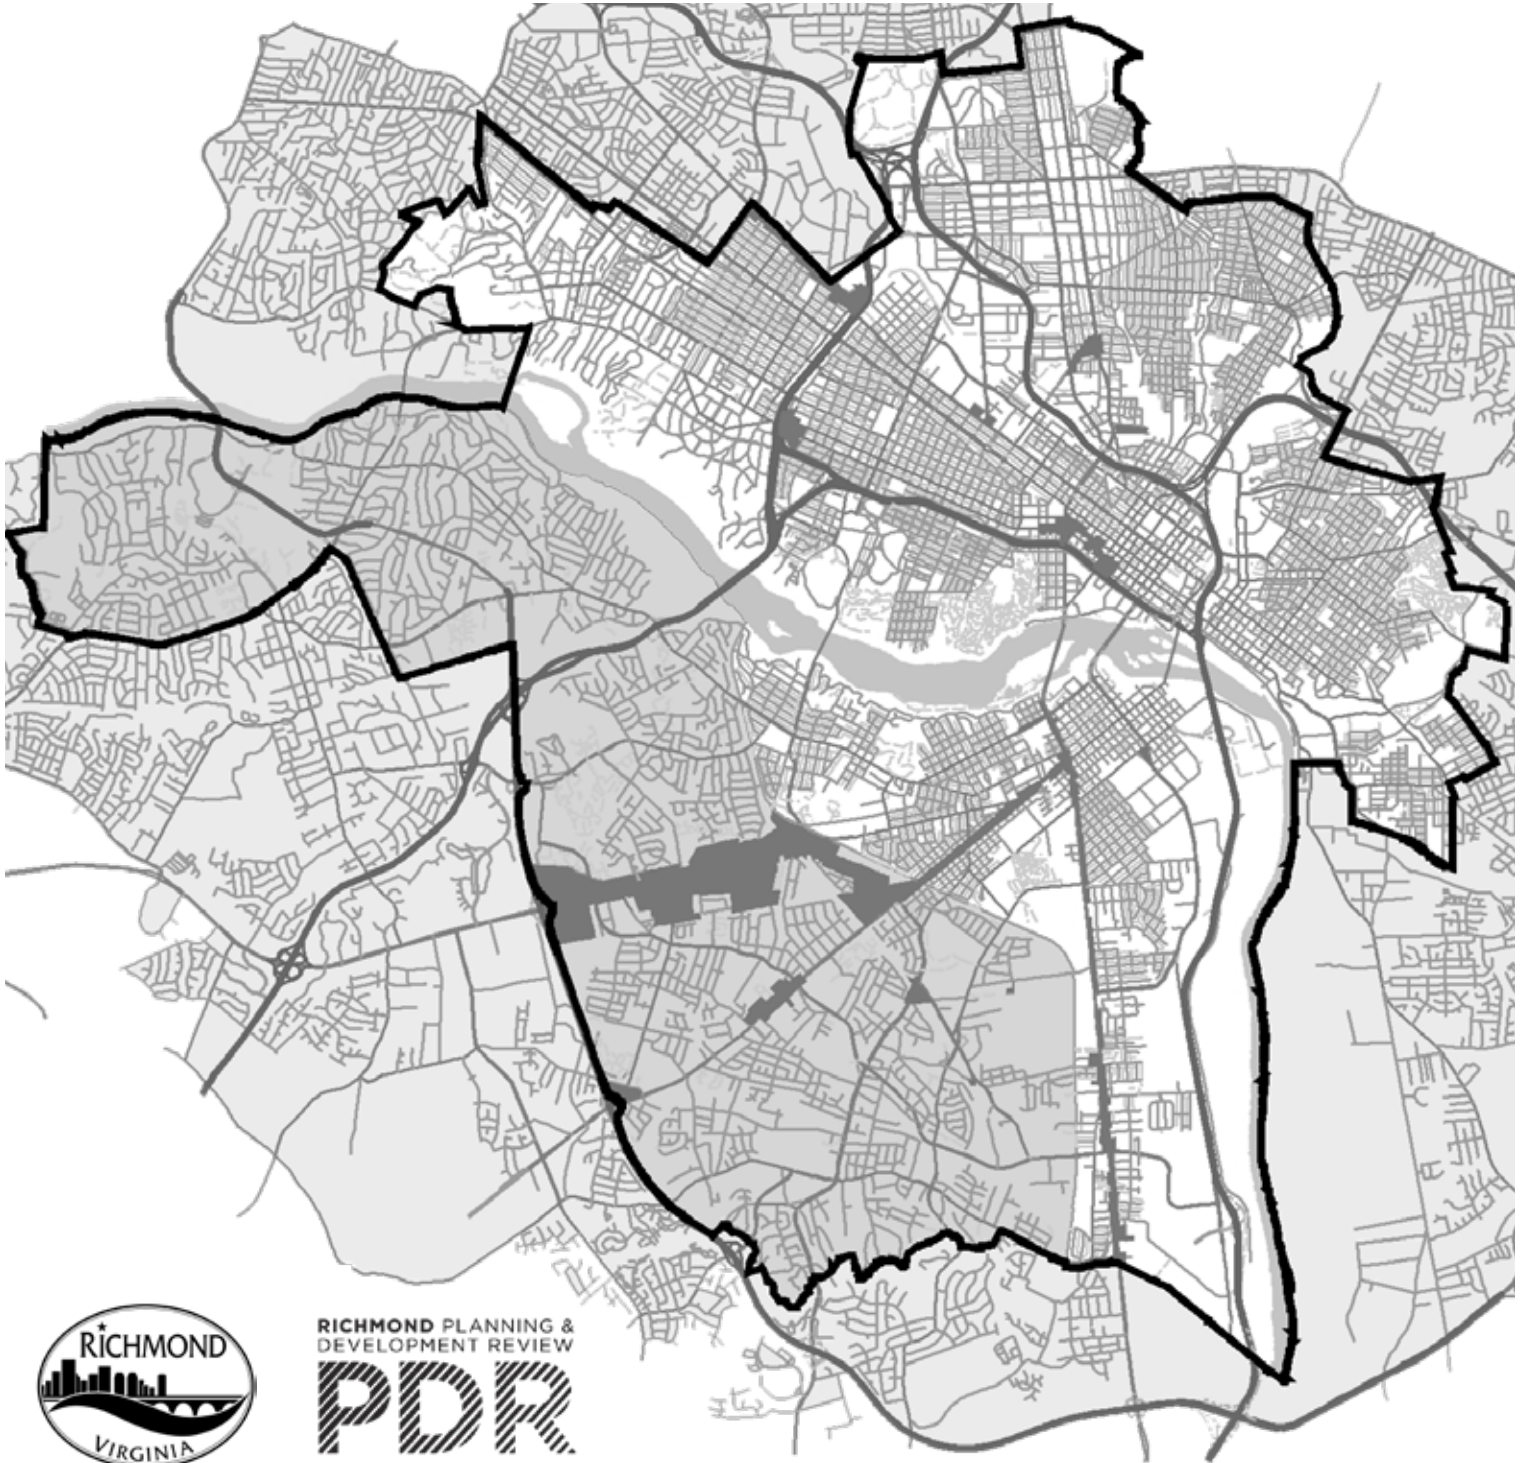 RICHMOND
VIRGINIA
RICHMOND PLANNING &
DEVELOPMENT REVIEW
PDR